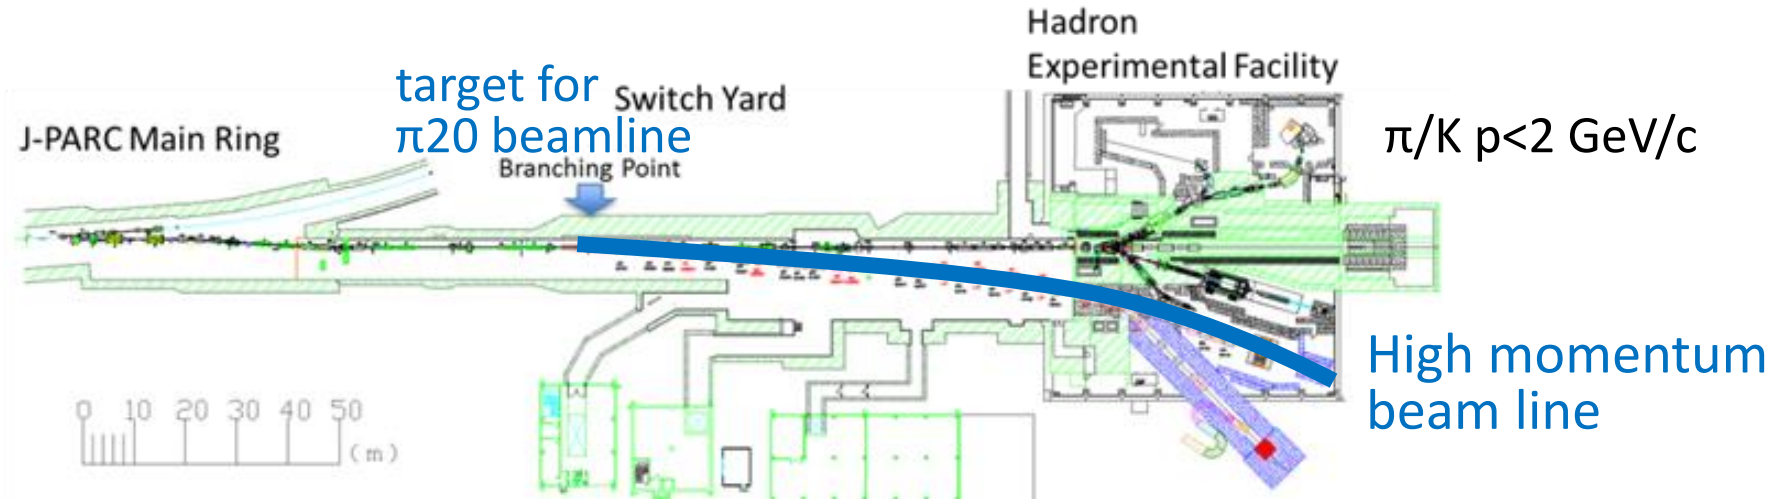 Hadron
Experimental Facility
target for
π20 beamline
Switch Yard
J-PARC Main Ring
π/K p<2 GeV/c
Branching Point
High momentum
beam line
0 10 20 30 40 50
(m)